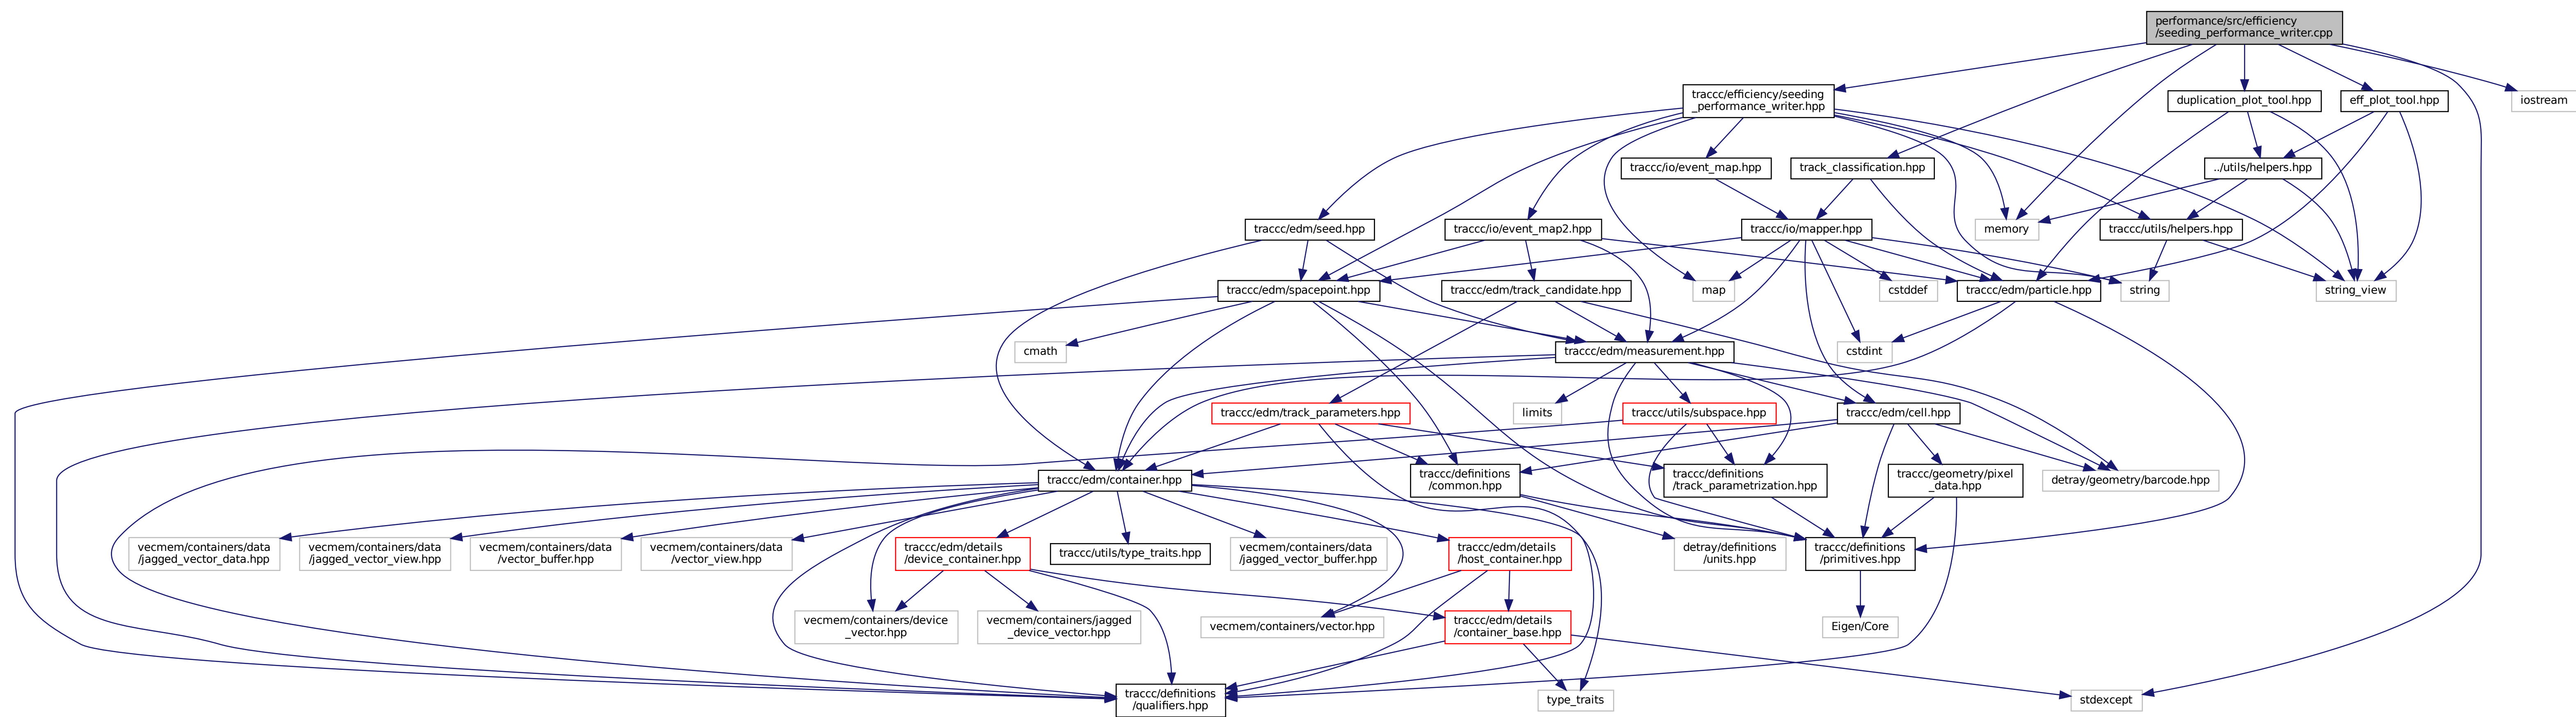 performance/src/efficiency
/seeding_performance_writer.cpp
traccc/efficiency/seeding
_performance_writer.hpp
duplication_plot_tool.hpp
eff_plot_tool.hpp
iostream
traccc/io/event_map.hpp
track_classification.hpp
../utils/helpers.hpp
traccc/edm/seed.hpp
traccc/io/event_map2.hpp
traccc/io/mapper.hpp
memory
traccc/utils/helpers.hpp
traccc/edm/spacepoint.hpp
traccc/edm/track_candidate.hpp
map
cstddef
traccc/edm/particle.hpp
string
string_view
cmath
traccc/edm/measurement.hpp
cstdint
traccc/edm/track_parameters.hpp
limits
traccc/utils/subspace.hpp
traccc/edm/cell.hpp
traccc/edm/container.hpp
traccc/definitions
/common.hpp
traccc/definitions
/track_parametrization.hpp
traccc/geometry/pixel
_data.hpp
detray/geometry/barcode.hpp
vecmem/containers/data
/jagged_vector_data.hpp
vecmem/containers/data
/jagged_vector_view.hpp
vecmem/containers/data
/vector_buffer.hpp
vecmem/containers/data
/vector_view.hpp
traccc/edm/details
/device_container.hpp
traccc/utils/type_traits.hpp
vecmem/containers/data
/jagged_vector_buffer.hpp
traccc/edm/details
/host_container.hpp
detray/definitions
/units.hpp
traccc/definitions
/primitives.hpp
vecmem/containers/device
_vector.hpp
vecmem/containers/jagged
_device_vector.hpp
vecmem/containers/vector.hpp
traccc/edm/details
/container_base.hpp
Eigen/Core
traccc/definitions
/qualifiers.hpp
type_traits
stdexcept